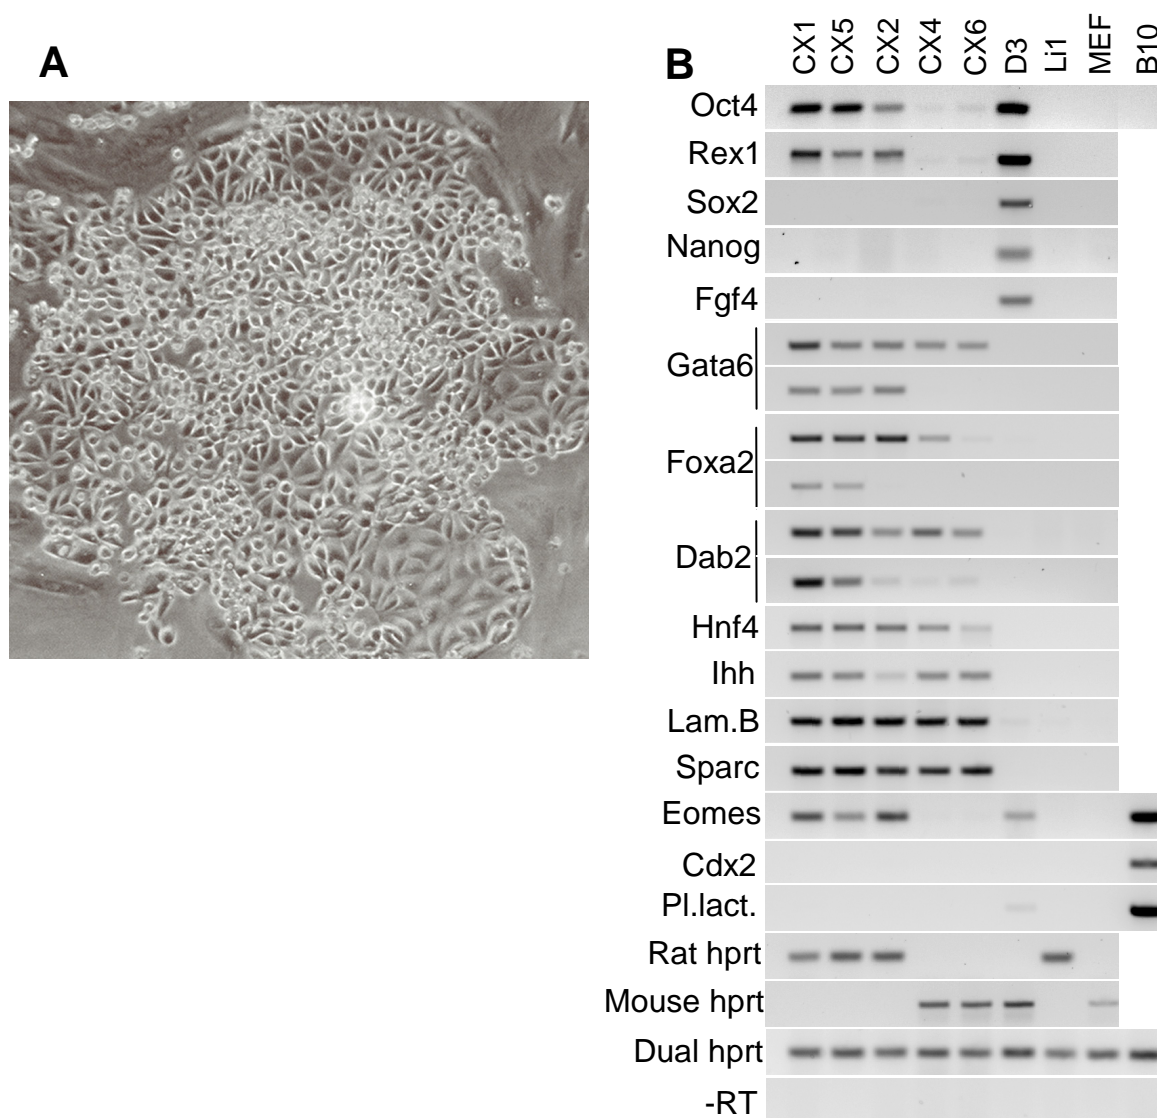 A
B
CX1 CX5 CX2 CX4 CX6 D3 Li1 MEF B10
Oct4
Rex1
Sox2
Nanog
Fgf4
Gata6
Foxa2
Dab2
Hnf4
Ihh
Lam.B
Sparc
Eomes
Cdx2
Pl.lact.
Rat hprt
Mouse hprt
Dual hprt
-RT